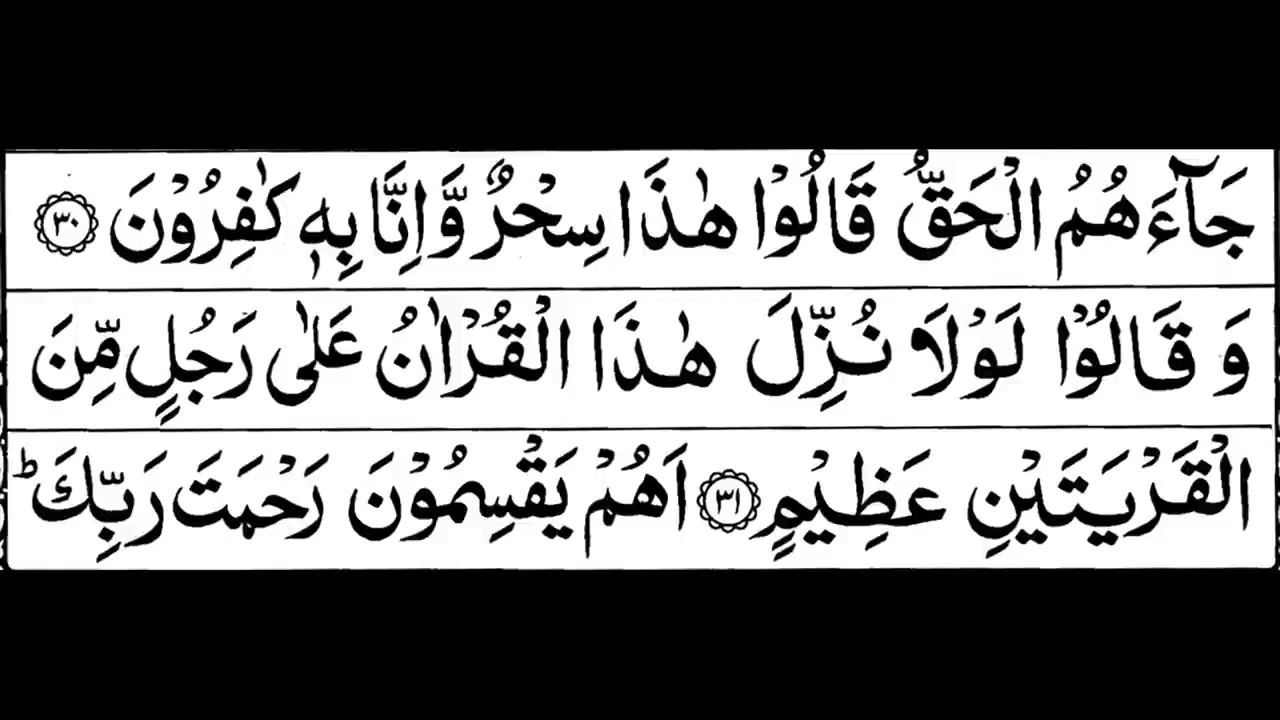 جَآءَهُمُ الْحَقُّ قَالُوْا هٰذَا سِحْرٌ وَّاِنَّا بِهٖ كٰفِرُوْنَ ۝۳۰
وَ قَالُوْا لَوْلَا نُزِّلَ هٰذَا الْقُرْاٰنُ عَلٰى رَجُلٍ مِّنَ
الْقَرْيَتَيْنِ عَظِيْمٍ ۝۳۱ اَهُمْ يَقْسِمُوْنَ رَحْمَتَ رَبِّكَ ؕ